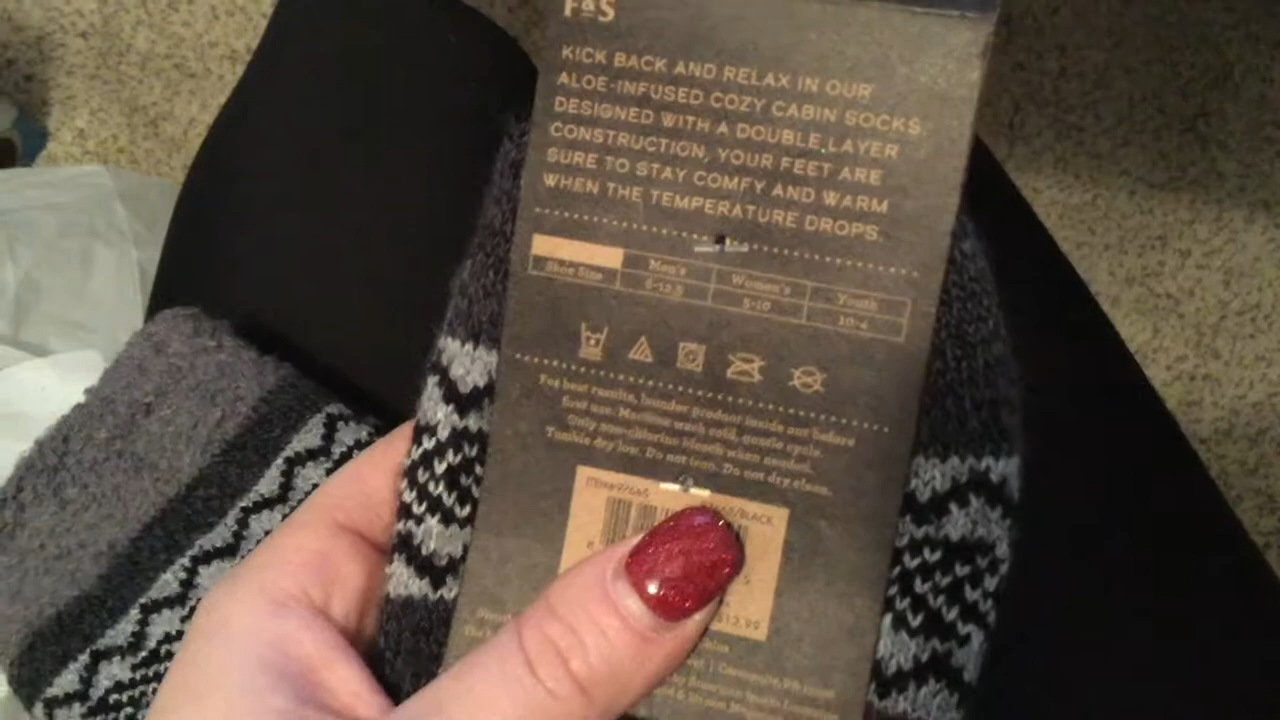 F&S
KICK BACK AND RELAX IN OUR
ALOE-INFUSED COZY CABIN SOCKS.
DESIGNED WITH A DOUBLE LAYER
CONSTRUCTION, YOUR FEET ARE
SURE TO STAY COMFY AND WARM
WHEN THE TEMPERATURE DROPS.
Men's Women's Youth
Shoe Size 6-12.5 5-10 10-4
For best results, launder product inside out before
first use. Machine wash cold, gentle cycle.
Only non-chlorine bleach when needed.
Tumble dry low. Do not iron. Do not dry clean.
/BLACK
$12.99